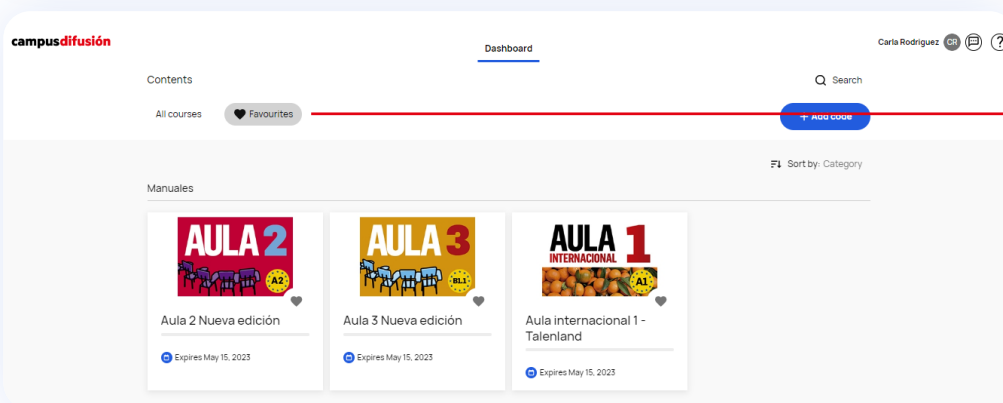 campusdifusión
Dashboard
Carla Rodriguez CR ?
Contents
Search
All courses
Favourites
+ Add code
Sort by: Category
Manuales
AULA 2
A2
AULA 3
B1.1
AULA 1
INTERNACIONAL
A1
Aula 2 Nueva edición
Aula 3 Nueva edición
Aula internacional 1 -
Talenland
Expires May 15, 2023
Expires May 15, 2023
Expires May 15, 2023